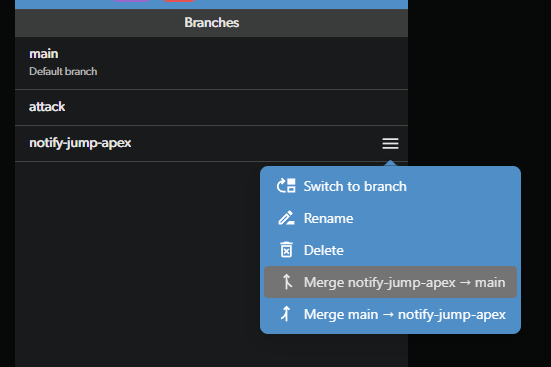 Branches
main
Default branch
attack
notify-jump-apex
Switch to branch
Rename
Delete
Merge notify-jump-apex → main
Merge main → notify-jump-apex